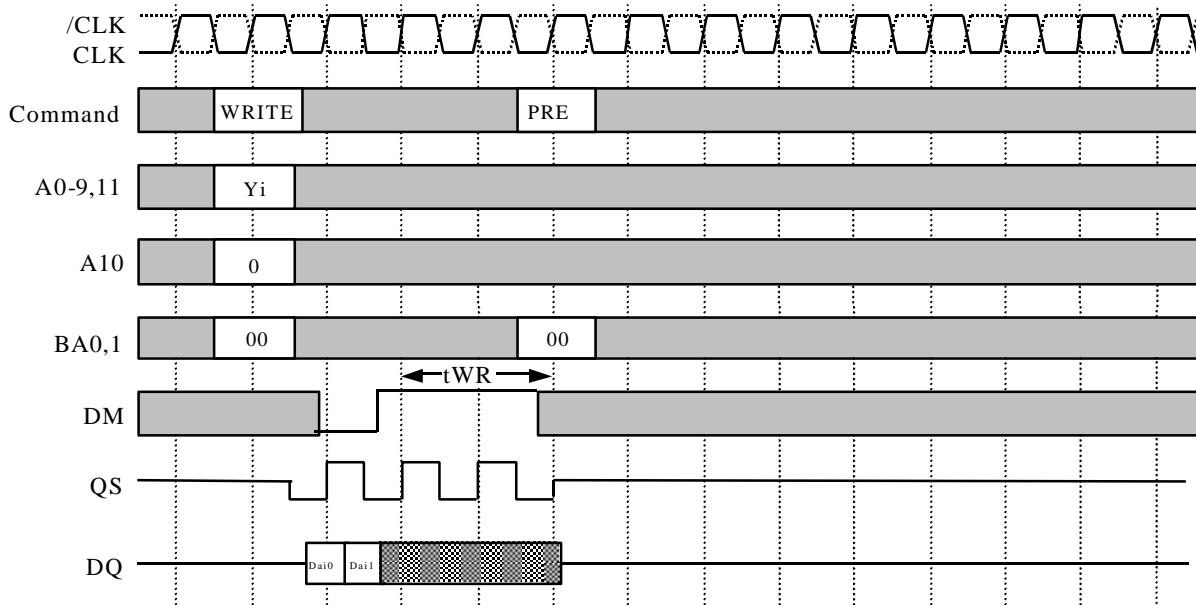 /CLK
CLK
Command WRITE PRE
A0-9,11 Yi
A10 0
BA0,1 00 00
tWR
DM
QS
DQ Dai0 Dai1